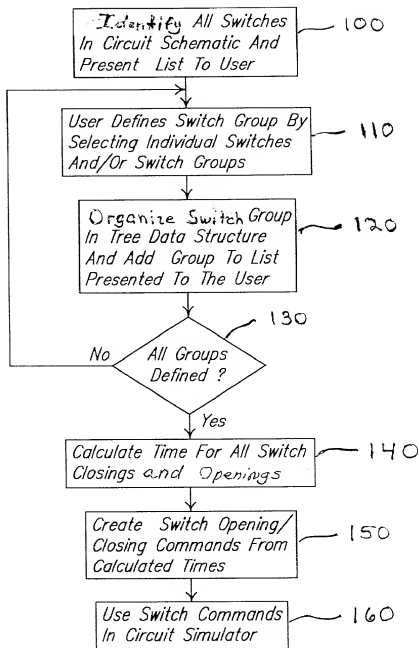 Identify All Switches
In Circuit Schematic And
Present List To User
100
User Defines Switch Group By
Selecting Individual Switches
And/Or Switch Groups
110
Organize Switch Group
In Tree Data Structure
And Add Group To List
Presented To The User
120
130
No
All Groups
Defined ?
Yes
Calculate Time For All Switch
Closings and Openings
140
Create Switch Opening/
Closing Commands From
Calculated Times
150
Use Switch Commands
In Circuit Simulator
160